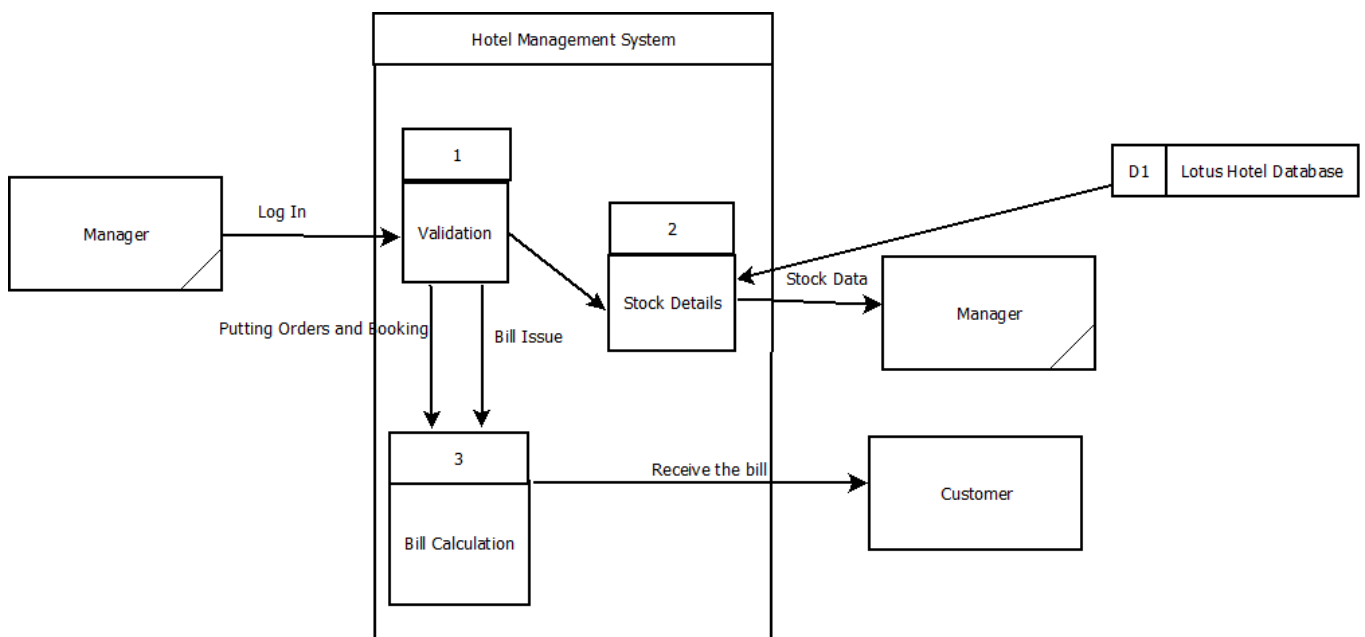 Hotel Management System
1
D1
Lotus Hotel Database
Log In
Manager
Validation
2
Stock Details
Stock Data
Manager
Putting Orders and Booking
Bill Issue
3
Receive the bill
Customer
Bill Calculation